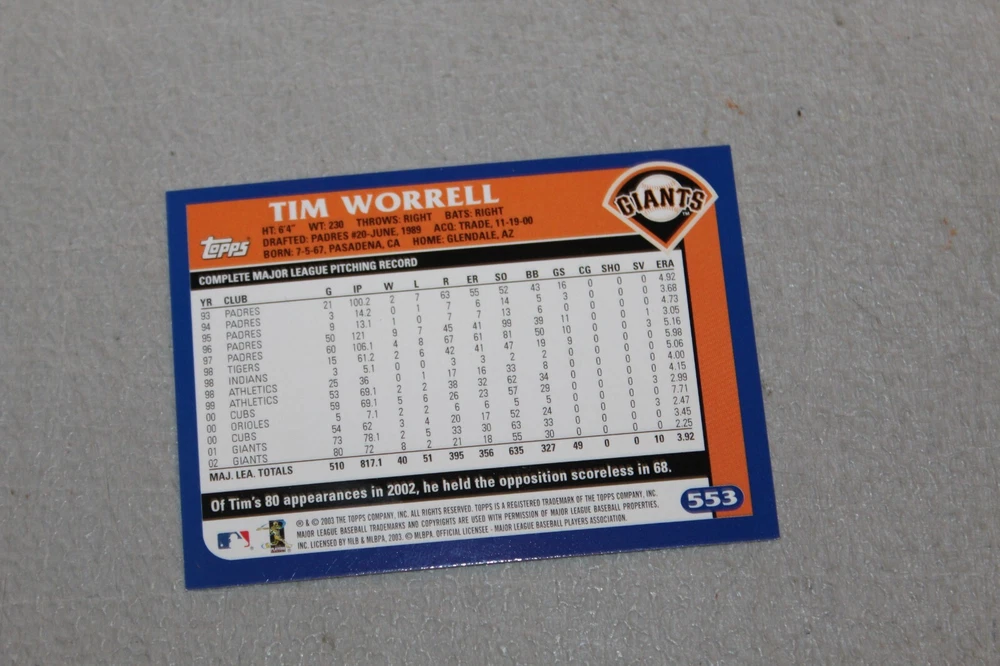 TIM WORRELL
HT: 6'4" WT: 230 THROWS: RIGHT BATS: RIGHT
DRAFTED: PADRES #20-JUNE, 1989 ACQ: TRADE, 11-19-00
BORN: 7-5-67, PASADENA, CA HOME: GLENDALE, AZ
Topps
GIANTS
TM
COMPLETE MAJOR LEAGUE PITCHING RECORD
YR CLUB G IP W L R ER SO BB GS CG SHO SV ERA
93 PADRES 21 100.2 2 7 63 55 52 43 16 0 0 0 4.92
94 PADRES 3 14.2 0 1 7 6 14 5 3 0 0 0 3.68
95 PADRES 9 13.1 1 0 7 7 13 6 0 0 0 0 4.73
96 PADRES 50 121 9 7 45 41 99 39 11 0 0 1 3.05
97 PADRES 60 106.1 4 8 67 61 81 50 10 0 0 3 5.16
98 TIGERS 15 61.2 2 6 42 41 47 19 9 0 0 0 5.98
98 INDIANS 3 5.1 0 0 3 3 2 2 0 0 0 0 5.06
98 ATHLETICS 25 36 0 1 17 16 33 8 0 0 0 0 4.00
99 ATHLETICS 53 69.1 2 2 38 32 62 34 0 0 0 0 4.15
00 CUBS 59 69.1 5 6 26 23 57 29 0 0 0 3 2.99
00 ORIOLES 5 7.1 2 2 6 6 5 5 0 0 0 0 7.71
00 CUBS 54 62 3 4 20 17 52 24 0 0 0 3 2.47
01 GIANTS 73 78.1 2 5 33 30 63 33 0 0 0 0 3.45
02 GIANTS 80 72 8 2 21 18 55 30 0 0 0 0 2.25
MAJ. LEA. TOTALS 510 817.1 40 51 395 356 635 327 49 0 0 10 3.92
Of Tim's 80 appearances in 2002, he held the opposition scoreless in 68.
553
® & © 2003 THE TOPPS COMPANY, INC. ALL RIGHTS RESERVED. TOPPS IS A REGISTERED TRADEMARK OF THE TOPPS COMPANY, INC.
MAJOR LEAGUE BASEBALL TRADEMARKS AND COPYRIGHTS ARE USED WITH PERMISSION OF MAJOR LEAGUE BASEBALL PROPERTIES,
INC. LICENSED BY MLB & MLBPA, 2003. © MLBPA. OFFICIAL LICENSEE - MAJOR LEAGUE BASEBALL PLAYERS ASSOCIATION.